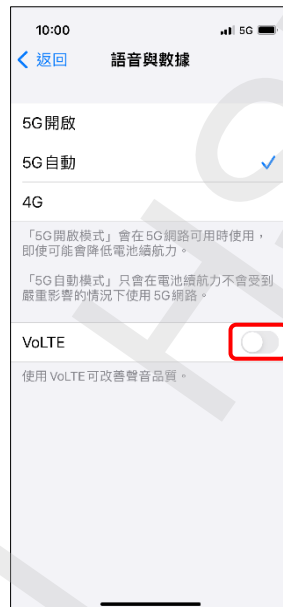 10:00 5G
返回 語音與數據
5G開啟
5G自動
4G
「5G開啟模式」會在5G網路可用時使用，
即使可能會降低電池續航力。
「5G自動模式」只會在電池續航力不會受到
嚴重影響的情況下使用5G網路。
VoLTE
使用 VoLTE 可改善聲音品質。